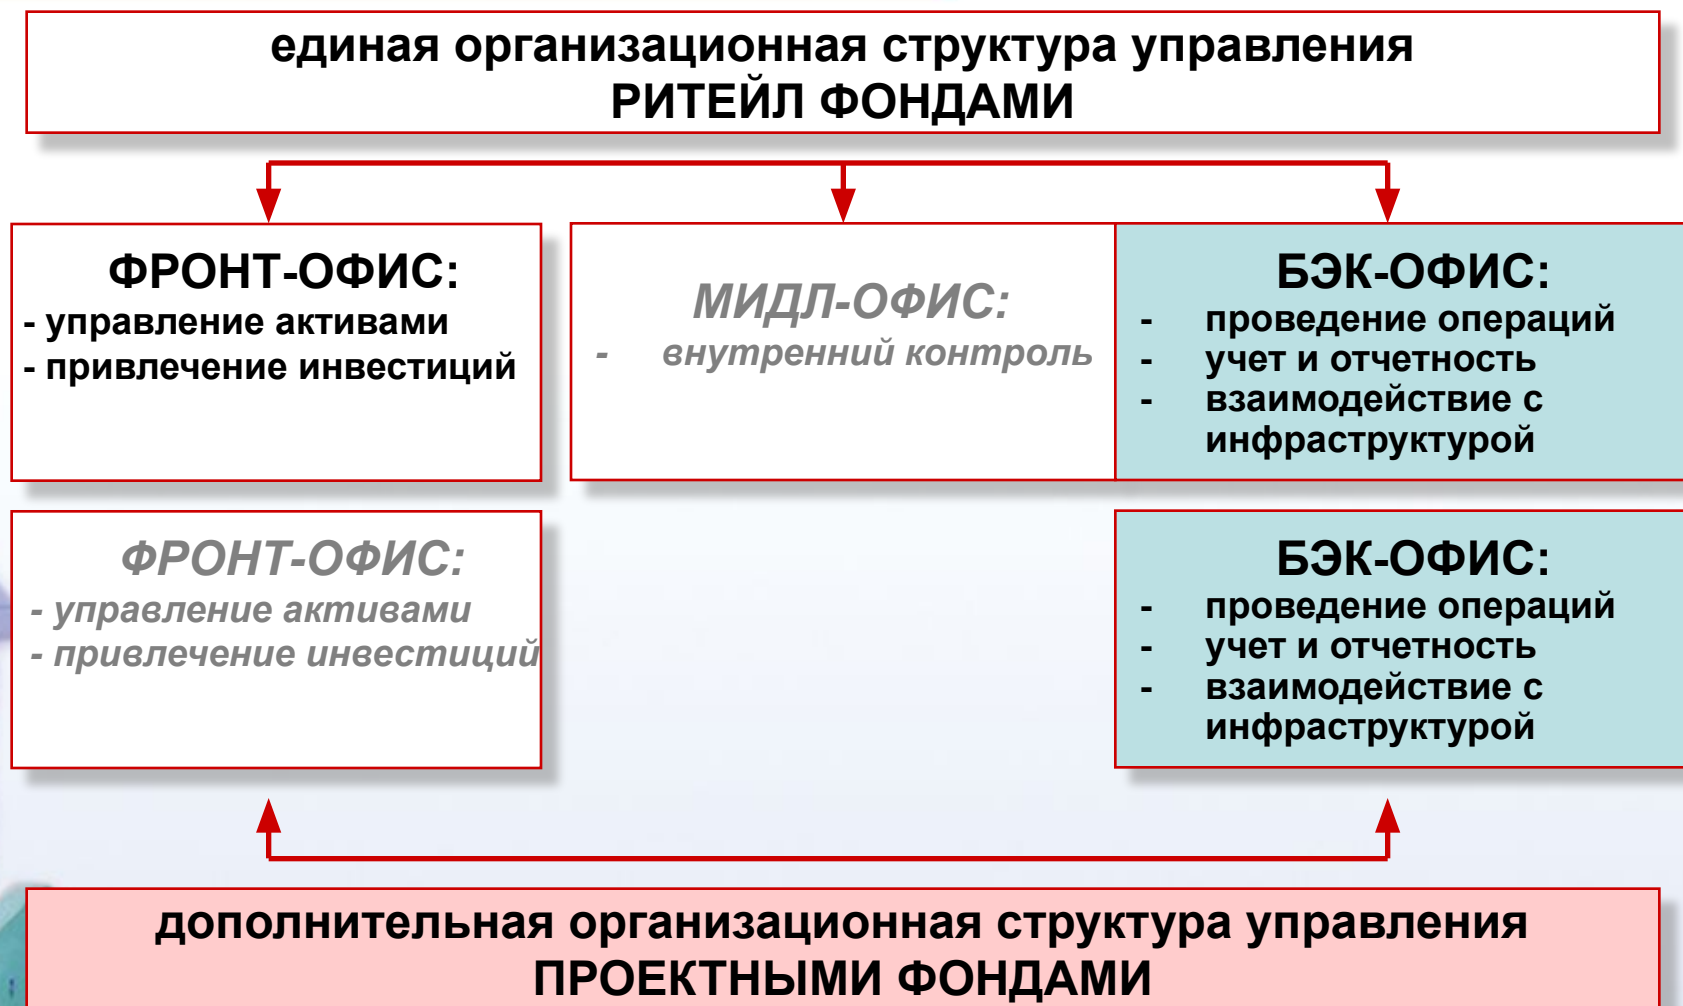 единая организационная структура управления
РИТЕЙЛ ФОНДАМИ
ФРОНТ-ОФИС:
- управление активами
- привлечение инвестиций
МИДЛ-ОФИС:
- внутренний контроль
БЭК-ОФИС:
- проведение операций
- учет и отчетность
- взаимодействие с
инфраструктурой
ФРОНТ-ОФИС:
- управление активами
- привлечение инвестиций
БЭК-ОФИС:
- проведение операций
- учет и отчетность
- взаимодействие с
инфраструктурой
дополнительная организационная структура управления
ПРОЕКТНЫМИ ФОНДАМИ